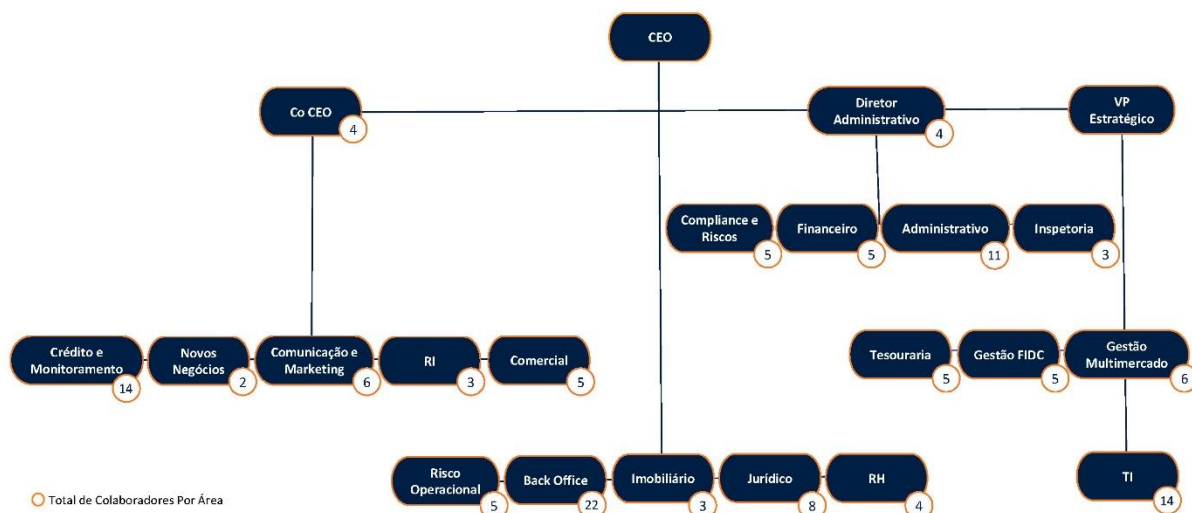 CEO
Co CEO
4
Diretor
Administrativo
4
VP
Estratégico
Compliance e
Riscos
5
Financeiro
5
Administrativo
11
Inspetoria
3
Crédito e
Monitoramento
14
Novos
Negócios
2
Comunicação e
Marketing
6
RI
3
Comercial
5
Tesouraria
5
Gestão FIDC
5
Gestão
Multimercado
6
Risco
Operacional
5
Back Office
22
Imobiliário
3
Jurídico
8
RH
4
TI
14
Total de Colaboradores Por Área